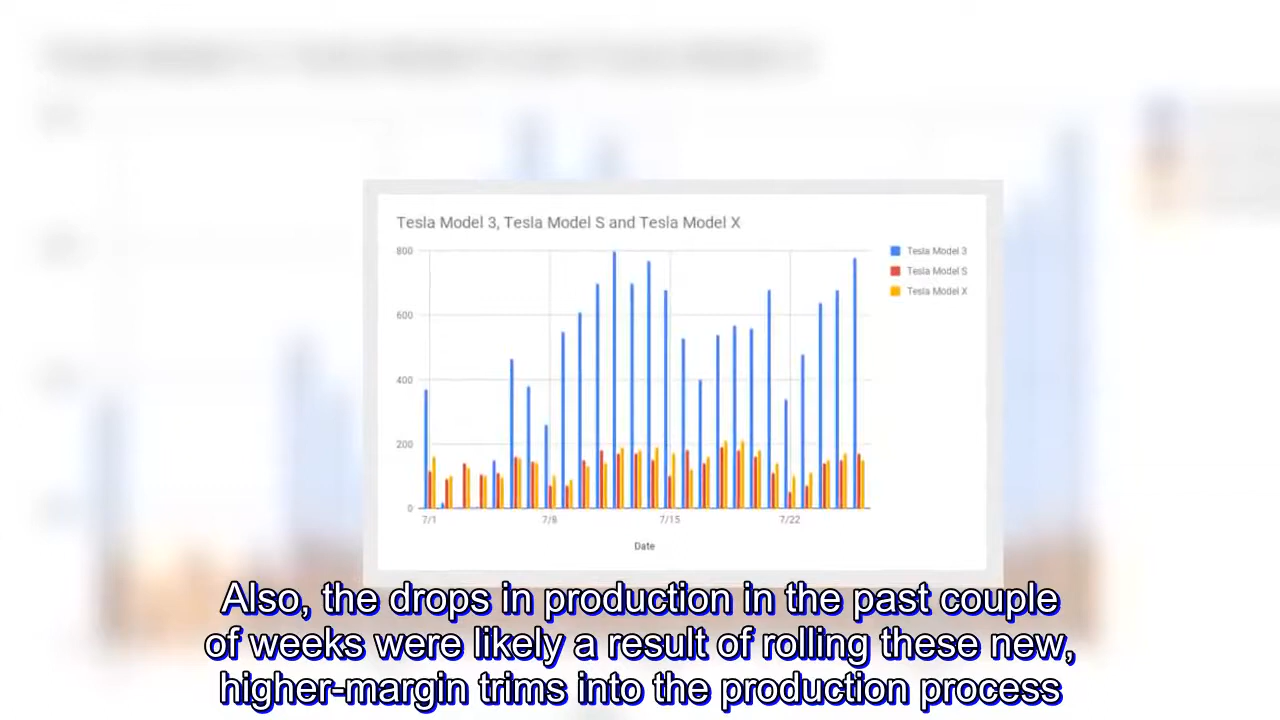 Tesla Model 3, Tesla Model S and Tesla Model X
800
600
400
200
0
7/1
7/8
7/15
7/22
Date
Tesla Model 3
Tesla Model S
Tesla Model X
Also, the drops in production in the past couple
of weeks were likely a result of rolling these new,
higher-margin trims into the production process